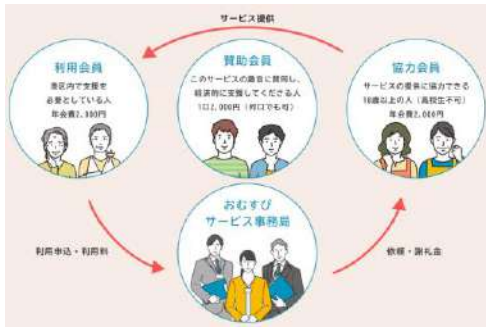 サービス提供
利用会員
港区内で支援を
必要としている人
年会費2,000円
賛助会員
このサービスの趣旨に賛同し、
経済的に支援してくださる人
1口2,000円（何口でも可）
協力会員
サービスの提供に協力できる
18歳以上の人（高校生不可）
年会費2,000円
おむすび
サービス事務局
利用申込・利用料
依頼・謝礼金